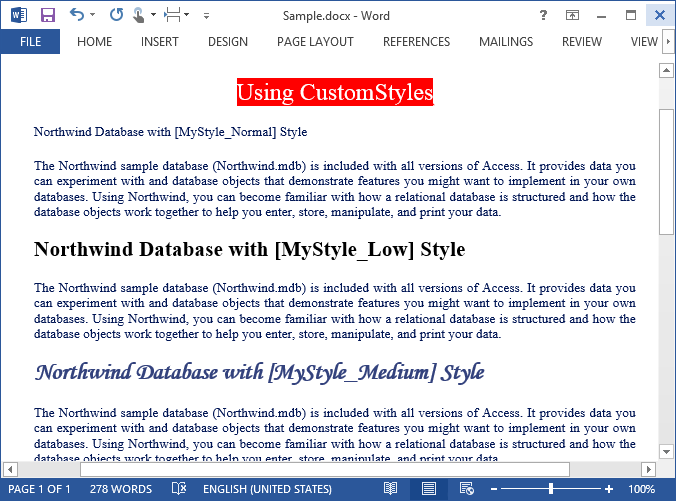 Sample.docx - Word
?
FILE HOME INSERT DESIGN PAGE LAYOUT REFERENCES MAILINGS REVIEW VIEW
Using CustomStyles
Northwind Database with [MyStyle_Normal] Style
The Northwind sample database (Northwind.mdb) is included with all versions of Access. It provides data you
can experiment with and database objects that demonstrate features you might want to implement in your own
databases. Using Northwind, you can become familiar with how a relational database is structured and how the
database objects work together to help you enter, store, manipulate, and print your data.
Northwind Database with [MyStyle_Low] Style
The Northwind sample database (Northwind.mdb) is included with all versions of Access. It provides data you
can experiment with and database objects that demonstrate features you might want to implement in your own
databases. Using Northwind, you can become familiar with how a relational database is structured and how the
database objects work together to help you enter, store, manipulate, and print your data.
Northwind Database with [MyStyle_Medium] Style
The Northwind sample database (Northwind.mdb) is included with all versions of Access. It provides data you
can experiment with and database objects that demonstrate features you might want to implement in your own
databases. Using Northwind, you can become familiar with how a relational database is structured and how the
database objects work together to help you enter, store, manipulate, and print your data.
PAGE 1 OF 1 278 WORDS ENGLISH (UNITED STATES) 100%